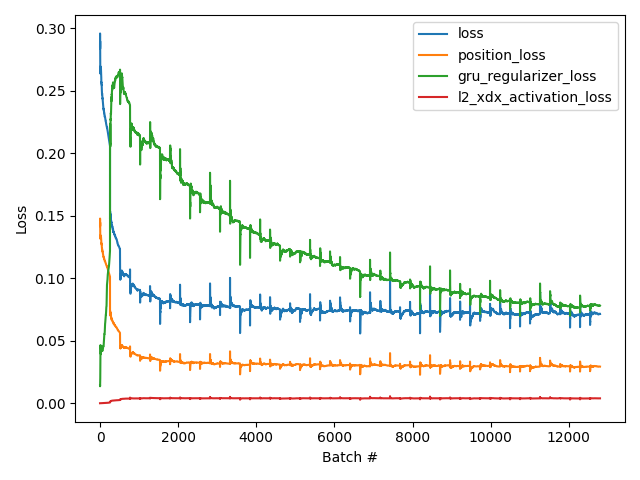 loss
position_loss
gru_regularizer_loss
l2_xdx_activation_loss
0.30
0.25
0.20
0.15
0.10
0.05
0.00
Loss
0 2000 4000 6000 8000 10000 12000
Batch #